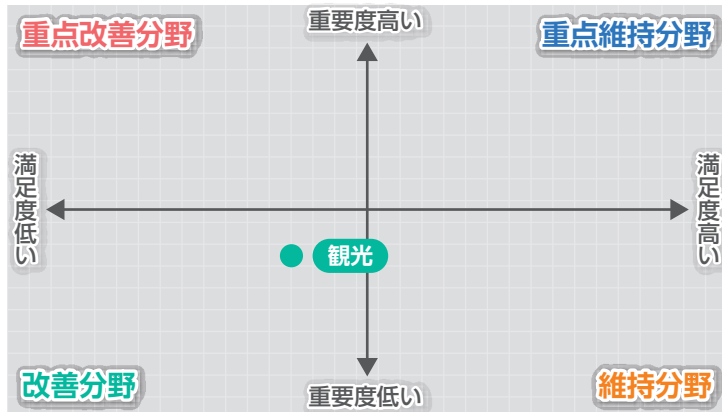 重点改善分野
重要度高い
重点維持分野
満足度低い
満足度高い
観光
改善分野
重要度低い
維持分野